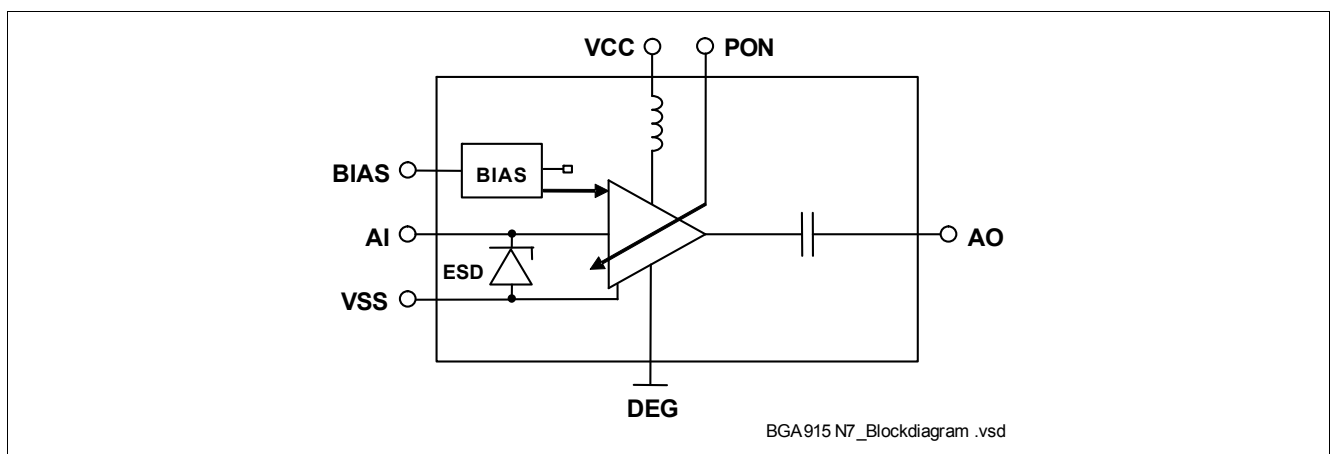 VCC PON
BIAS BIAS
AI AO
ESD
VSS
DEG
BGA915 N7_Blockdiagram .vsd